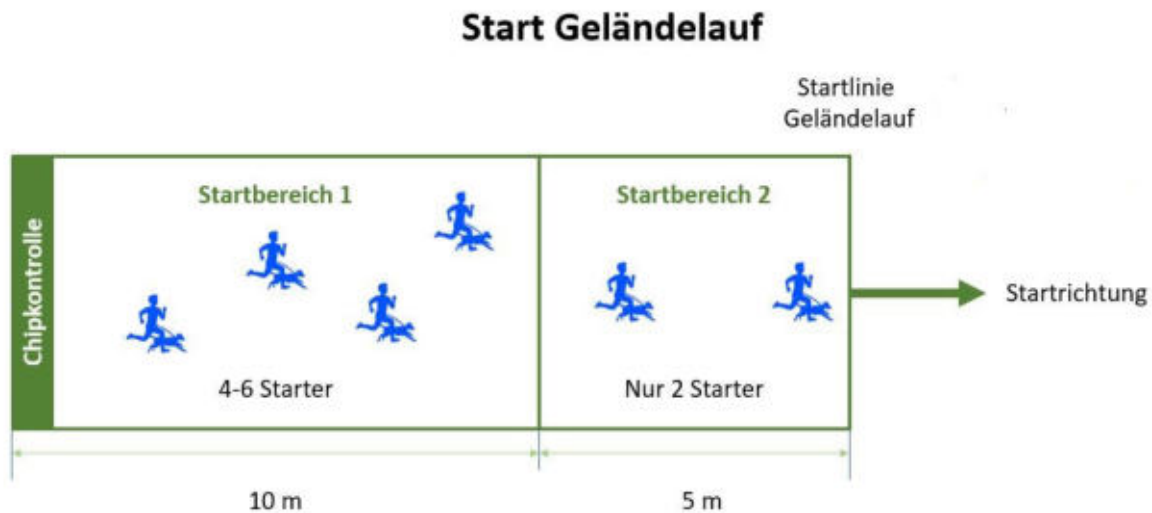 Start Geländelauf
Startlinie
Geländelauf
Chipkontrolle
Startbereich 1
Startbereich 2
Startrichtung
4-6 Starter
Nur 2 Starter
10 m
5 m